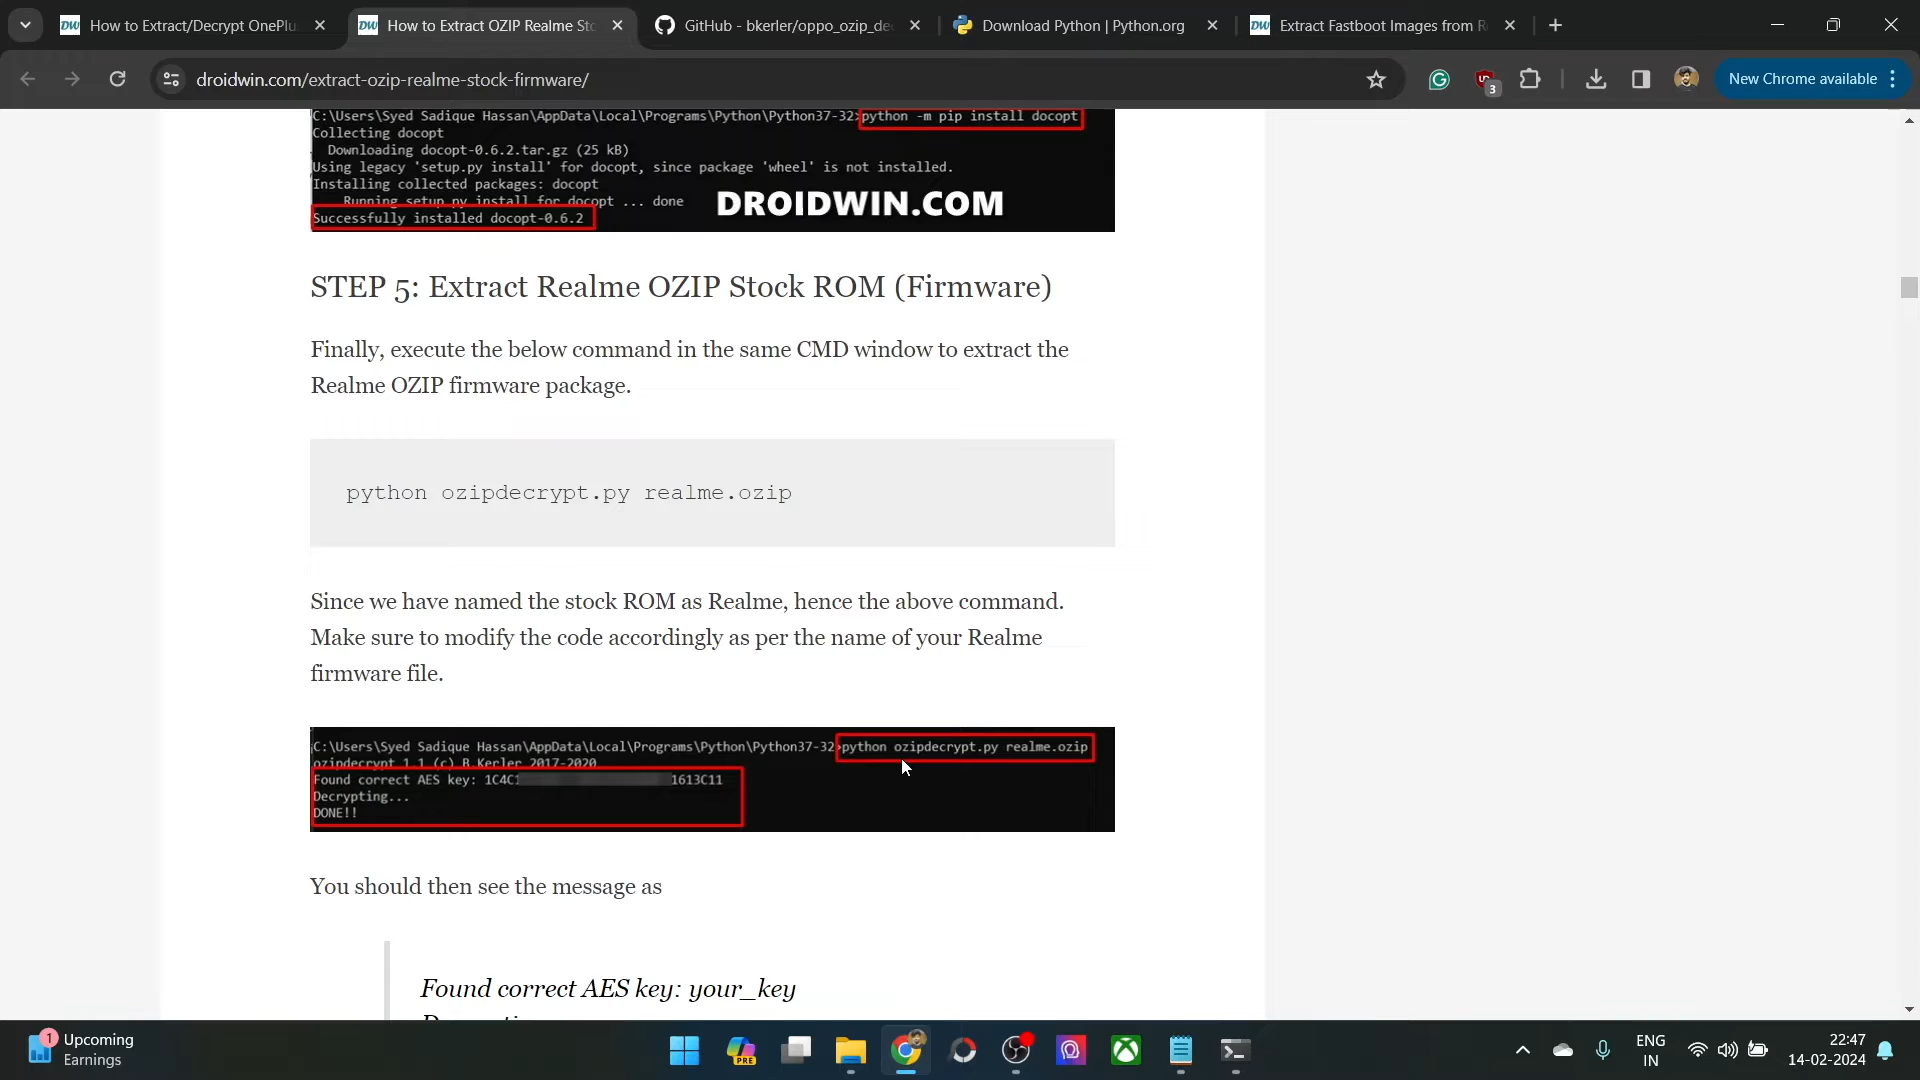 How to Extract/Decrypt OnePlu
How to Extract OZIP Realme Sto
GitHub - bkerler/oppo_ozip_de
Download Python | Python.org
Extract Fastboot Images from R
droidwin.com/extract-ozip-realme-stock-firmware/
3
New Chrome available
C:\Users\Syed Sadique Hassan\AppData\Local\Programs\Python\Python37-32>python -m pip install docopt
Collecting docopt
Downloading docopt-0.6.2.tar.gz (25 kB)
Using legacy 'setup.py install' for docopt, since package 'wheel' is not installed.
Installing collected packages: docopt
Running setup.py install for docopt ... done
DROIDWIN.COM
Successfully installed docopt-0.6.2
STEP 5: Extract Realme OZIP Stock ROM (Firmware)
Finally, execute the below command in the same CMD window to extract the
Realme OZIP firmware package.
python ozipdecrypt.py realme.ozip
Since we have named the stock ROM as Realme, hence the above command.
Make sure to modify the code accordingly as per the name of your Realme
firmware file.
C:\Users\Syed Sadique Hassan\AppData\Local\Programs\Python\Python37-32>python ozipdecrypt.py realme.ozip
ozipdecrypt 1.1 (c) B.Kerler 2017-2020
Found correct AES key: 1C4C1 1613C11
Decrypting...
DONE!!
You should then see the message as
Found correct AES key: your_key
1
Upcoming
Earnings
PRE
ENG
IN
22:47
14-02-2024